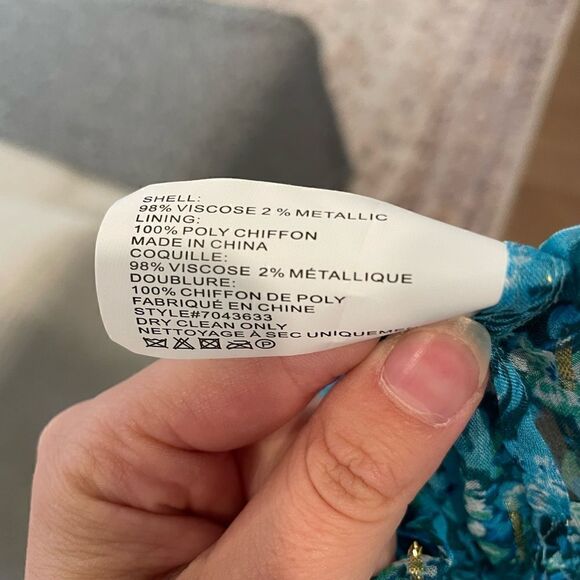 SHELL:
98% VISCOSE 2 % METALLIC
LINING:
100% POLY CHIFFON
MADE IN CHINA
COQUILLE:
98% VISCOSE 2% MÉTALLIQUE
DOUBLURE:
100% CHIFFON DE POLY
FABRIQUÉ EN CHINE
STYLE#7043633
DRY CLEAN ONLY
NETTOYAGE À SEC